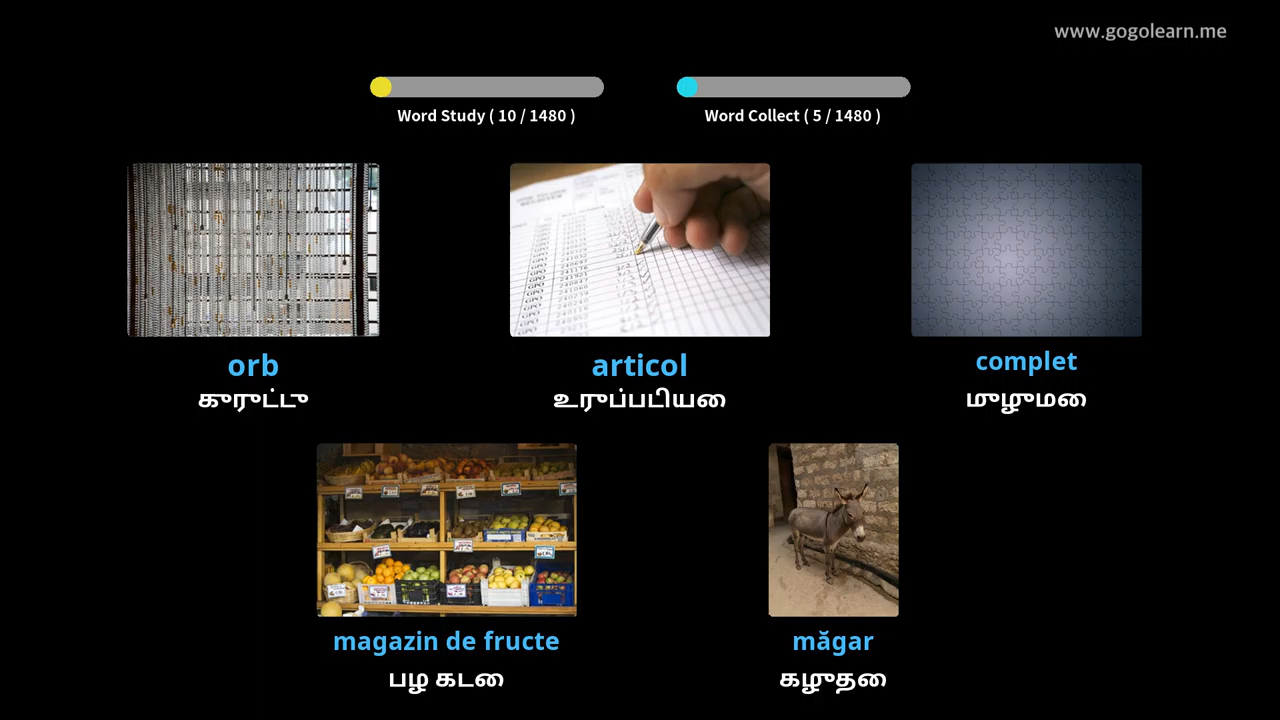 www.gogolearn.me
Word Study ( 10 / 1480 )
Word Collect ( 5 / 1480 )
orb
articol
complet
குருட்டு
உருப்படியை
முழுமை
magazin de fructe
măgar
பழ கடை
கழுதை